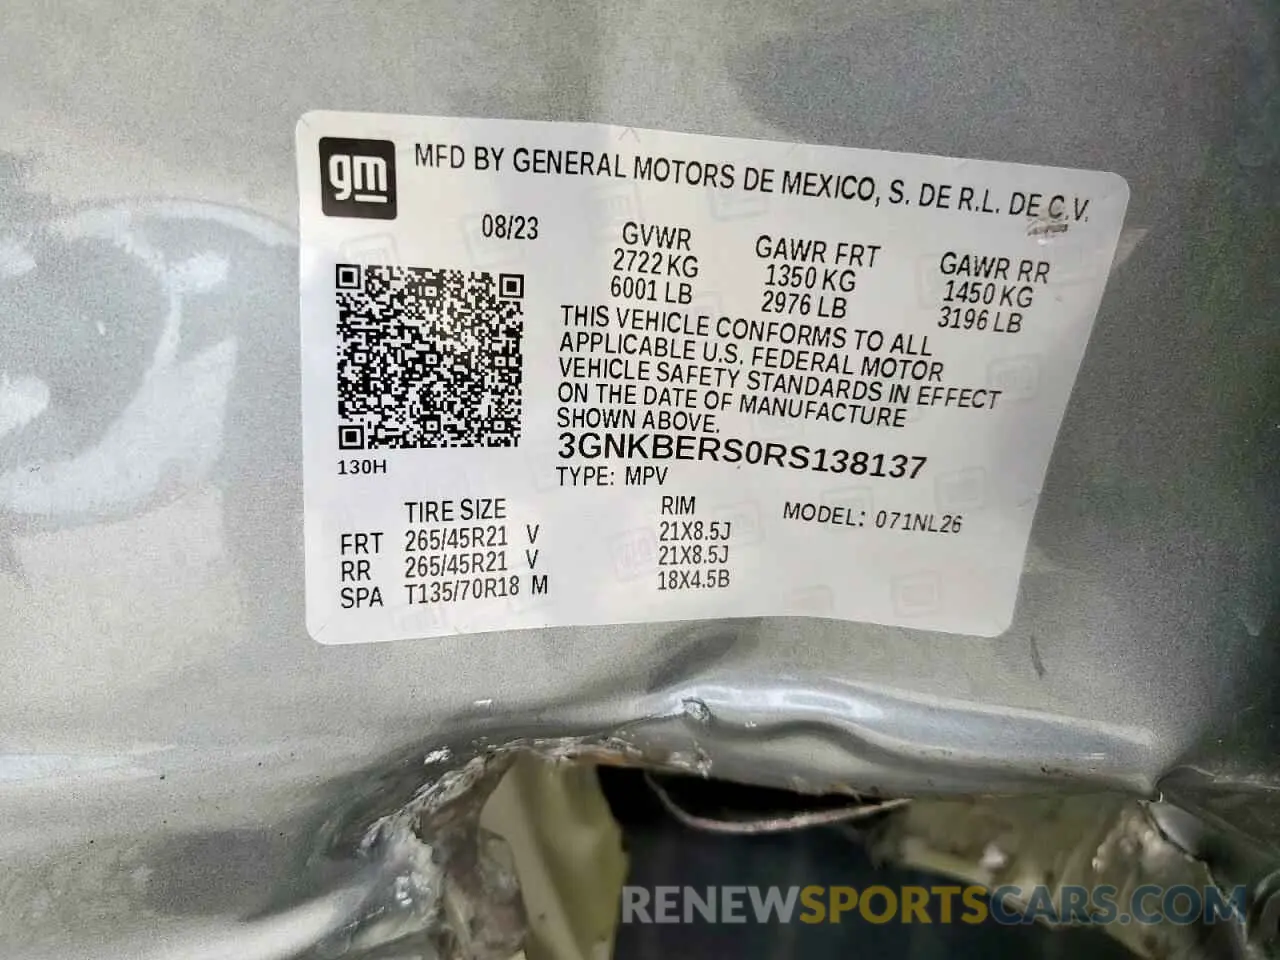 gm
MFD BY GENERAL MOTORS DE MEXICO, S. DE R.L. DE C.V.
08/23
GVWR GAWR FRT GAWR RR
2722 KG 1350 KG 1450 KG
6001 LB 2976 LB 3196 LB
THIS VEHICLE CONFORMS TO ALL
APPLICABLE U.S. FEDERAL MOTOR
VEHICLE SAFETY STANDARDS IN EFFECT
ON THE DATE OF MANUFACTURE
SHOWN ABOVE.
3GNKBERS0RS138137
130H
TYPE: MPV
TIRE SIZE RIM MODEL: 071NL26
FRT 265/45R21 V 21X8.5J
RR 265/45R21 V 21X8.5J
SPA T135/70R18 M 18X4.5B
RENEWSPORTSCARS.COM